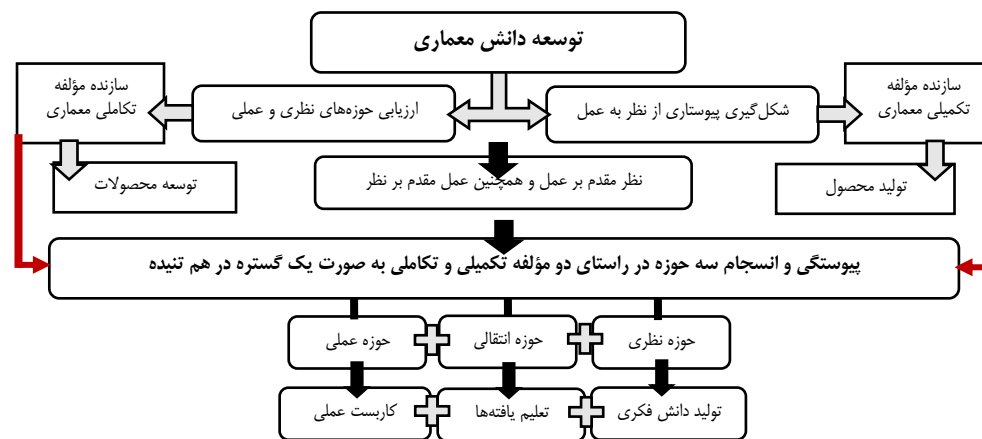 توسعه دانش معماری
سازنده مؤلفه
تکمیلی معماری
شکل‌گیری پیوستاری از نظر به عمل
ارزیابی حوزه‌های نظری و عملی
سازنده مؤلفه
تکاملی معماری
تولید محصول
نظر مقدم بر عمل و همچنین عمل مقدم بر نظر
توسعه محصولات
پیوستگی و انسجام سه حوزه در راستای دو مؤلفه تکمیلی و تکاملی به صورت یک گستره در هم تنیده
حوزه نظری
حوزه انتقالی
حوزه عملی
تولید دانش فکری
تعلیم یافته‌ها
کاربست عملی